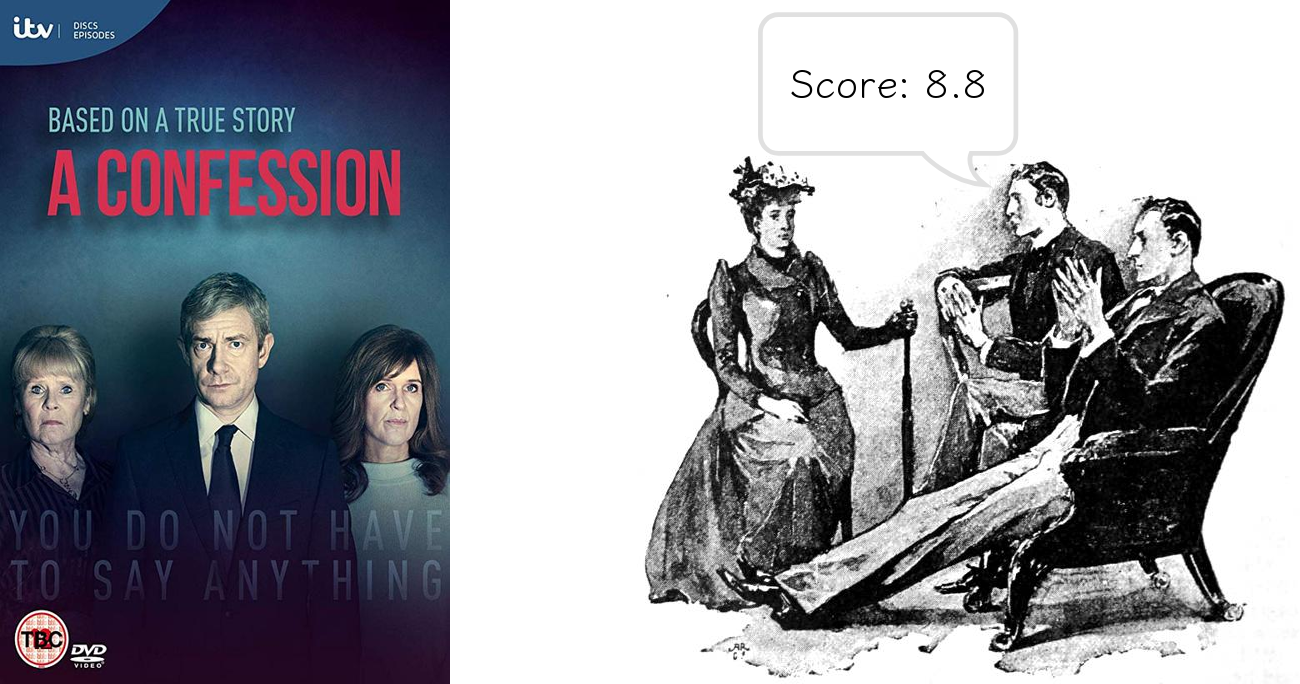 itv
DISCS
EPISODES
BASED ON A TRUE STORY
A CONFESSION
YOU DO NOT HAVE
TO SAY ANYTHING
TBC
DVD
VIDEO
Score: 8.8